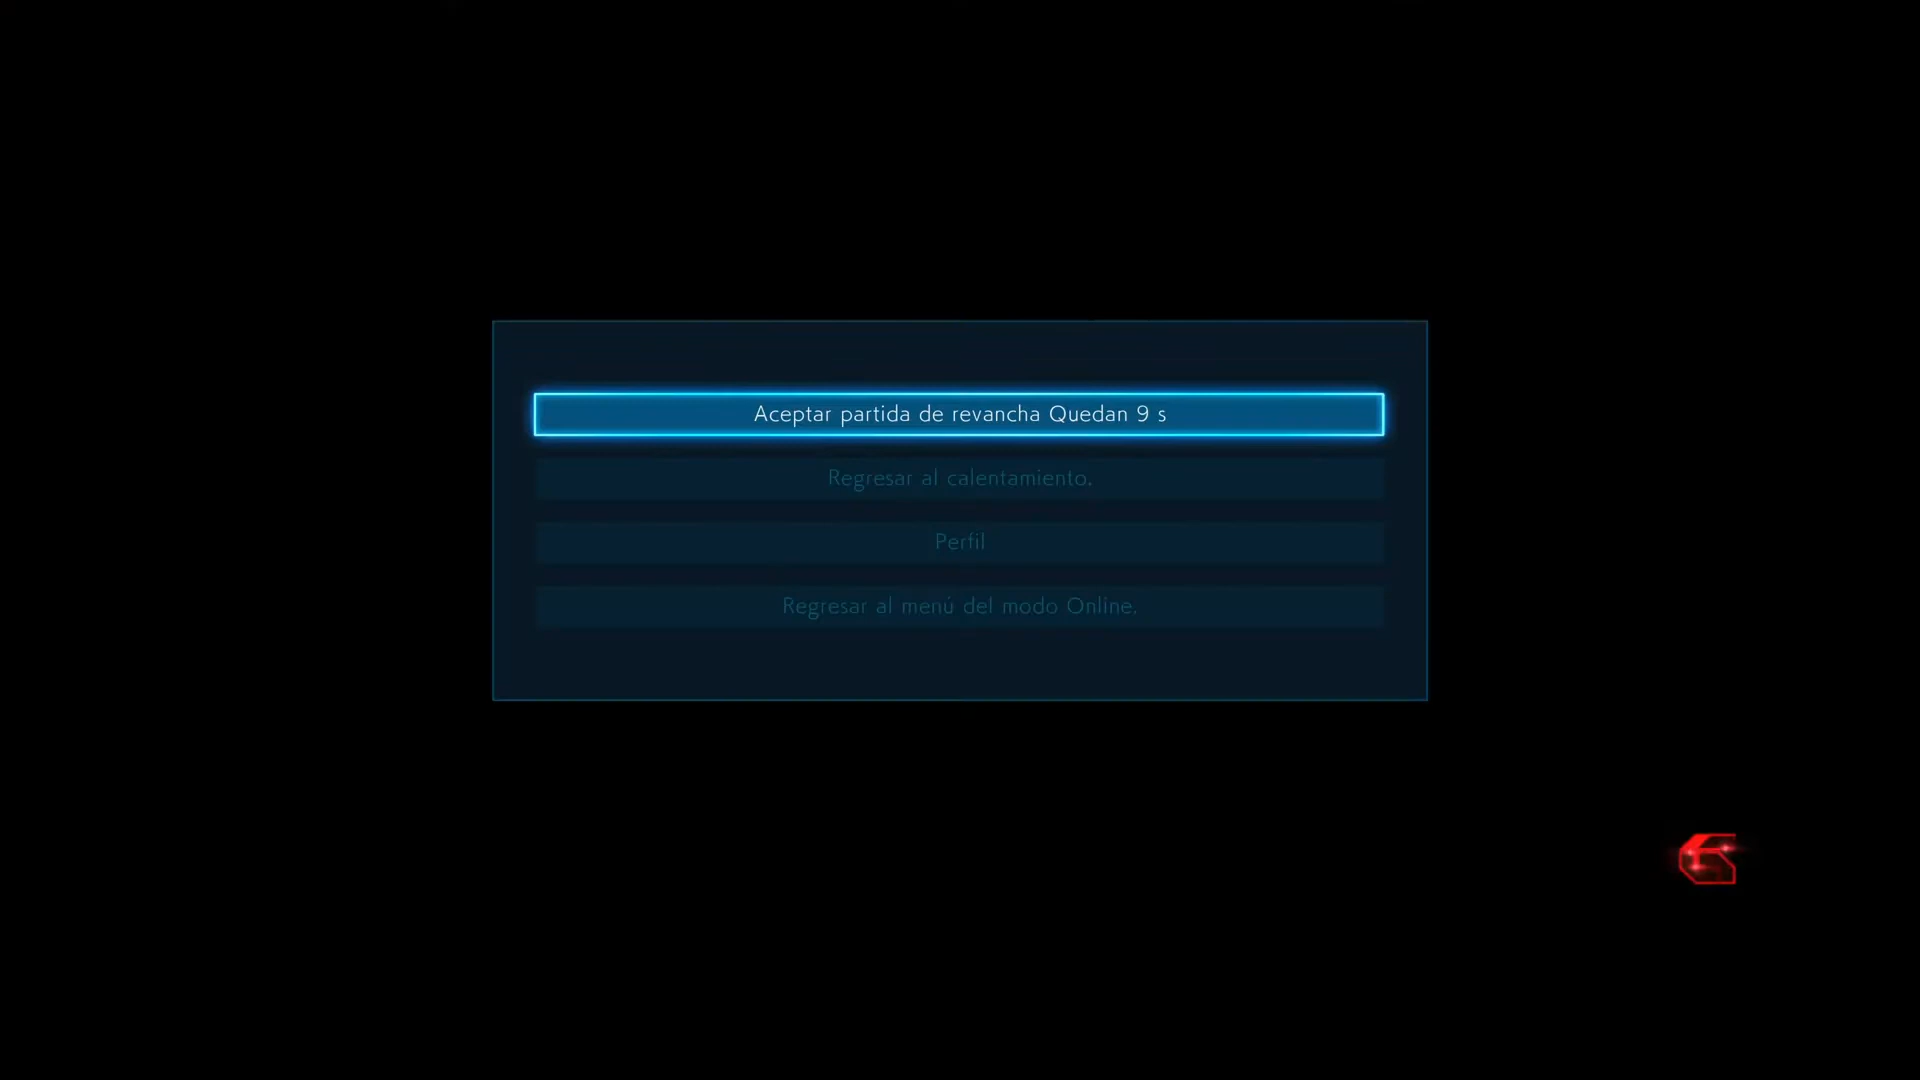 Aceptar partida de revancha Quedan 9 s
Regresar al calentamiento.
Perfil
Regresar al menú del modo Online.